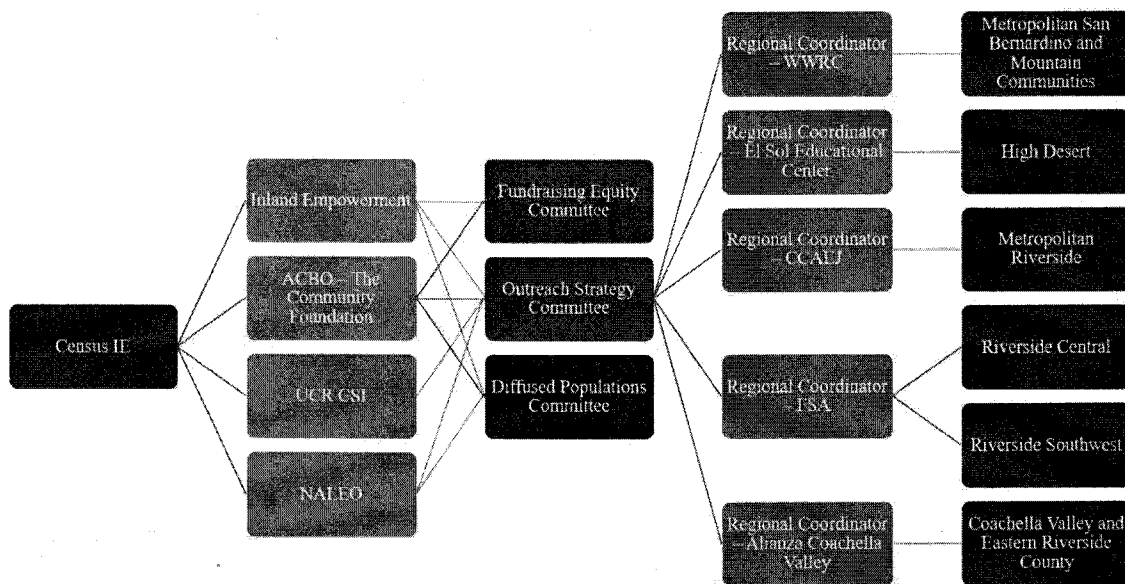 Census IE
Inland Empowerment
ACBO – The
Community
Foundation
UCR CSI
NALEO
Fundraising Equity
Committee
Outreach Strategy
Committee
Diffused Populations
Committee
Regional Coordinator
– WWRC
Regional Coordinator
– El Sol Educational
Center
Regional Coordinator
– CCAEJ
Regional Coordinator
– FSA
Regional Coordinator
– Alianza Coachella
Valley
Metropolitan San
Bernardino and
Mountain
Communities
High Desert
Metropolitan
Riverside
Riverside Central
Riverside Southwest
Coachella Valley and
Eastern Riverside
County